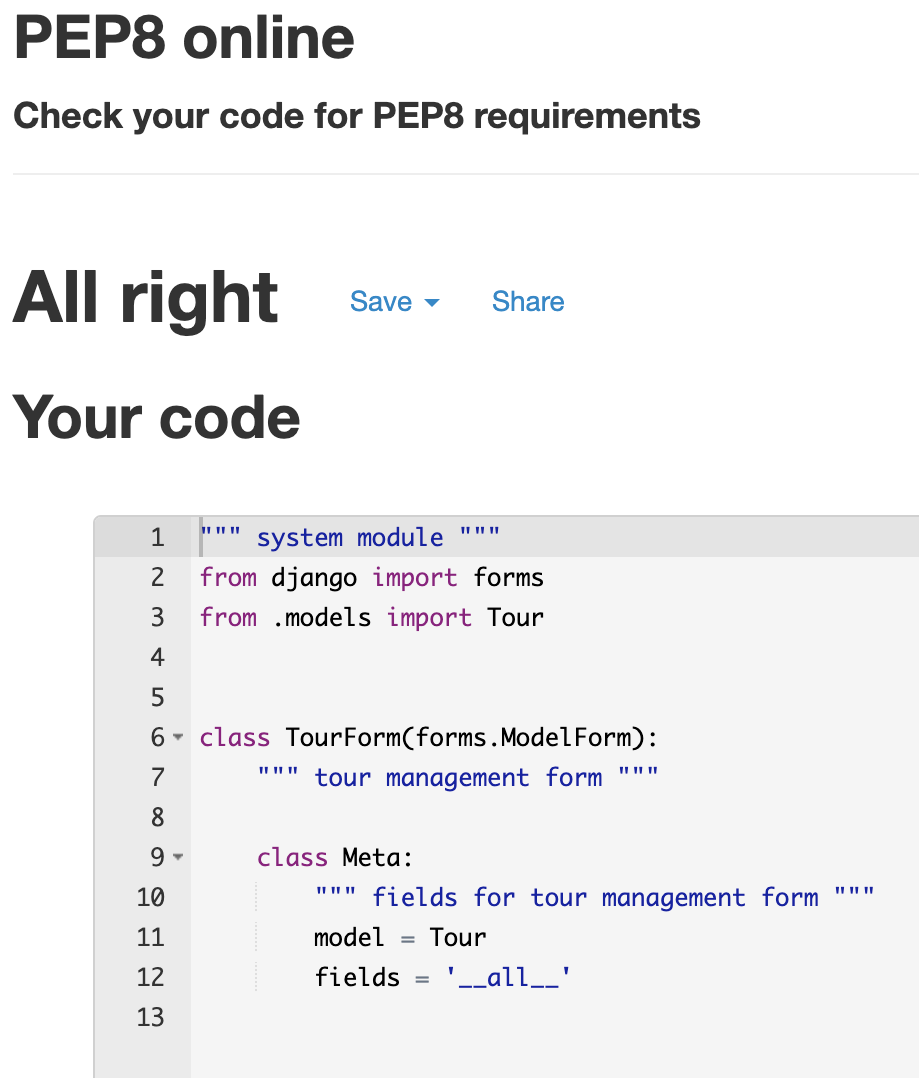 PEP8 online
Check your code for PEP8 requirements
All right Save Share
Your code
1 """ system module """
2 from django import forms
3 from .models import Tour
4
5
6 class TourForm(forms.ModelForm):
7     """ tour management form """
8
9     class Meta:
10         """ fields for tour management form """
11         model = Tour
12         fields = '__all__'
13